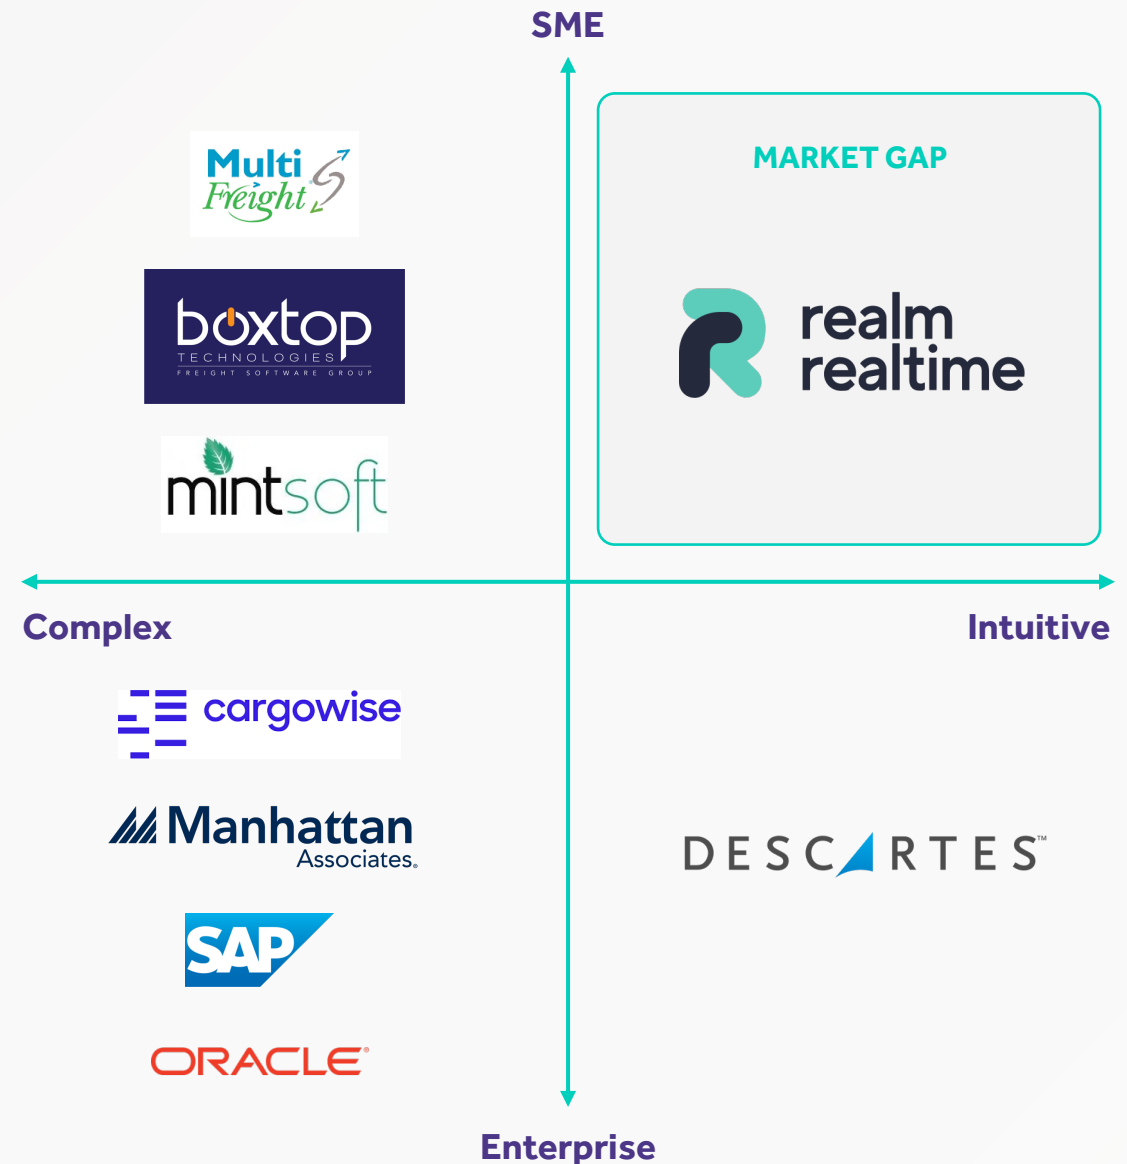 SME
MARKET GAP
Multi
Freight®
realm
realtime
boxtop
TECHNOLOGIES
FREIGHT SOFTWARE GROUP
mintsoft
Complex
Intuitive
cargowise
Manhattan
Associates®
DESCARTES™
SAP
ORACLE®
Enterprise